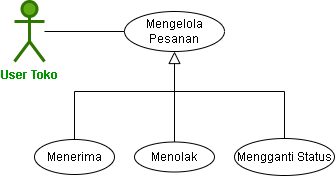 Mengelola
Pesanan
User Toko
Menerima
Menolak
Mengganti Status